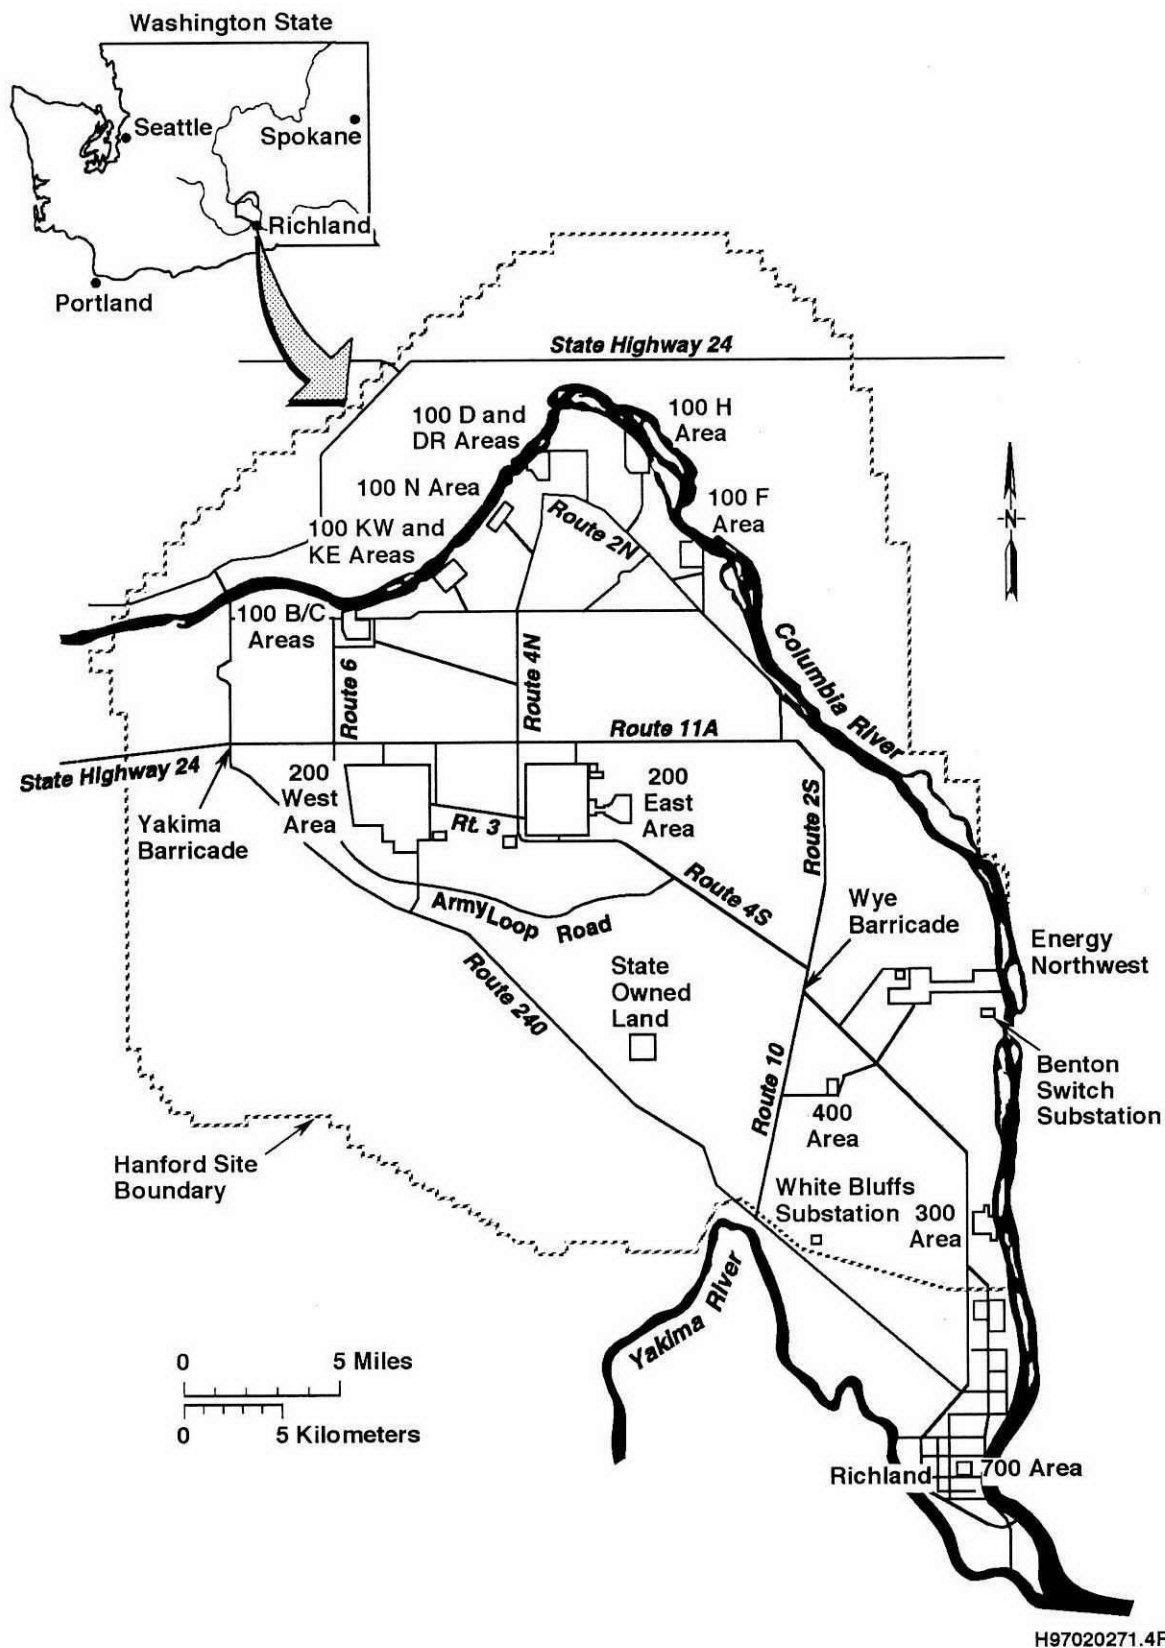 Washington State
Seattle
Spokane
Richland
Portland
State Highway 24
100 D and
DR Areas
100 H
Area
100 N Area
100 F
Area
100 KW and
KE Areas
Route 2N
N
100 B/C
Areas
Route 6
Route 4N
Columbia River
Route 11A
State Highway 24
200
West
Area
200
East
Area
Rt. 3
Route 2S
Yakima
Barricade
Route 4S
Army Loop Road
Wye
Barricade
Energy
Northwest
State
Owned
Land
Route 240
Route 10
Benton
Switch
Substation
400
Area
Hanford Site
Boundary
White Bluffs
Substation
300
Area
Yakima River
0 5 Miles
0 5 Kilometers
Richland
700 Area
H97020271.4F